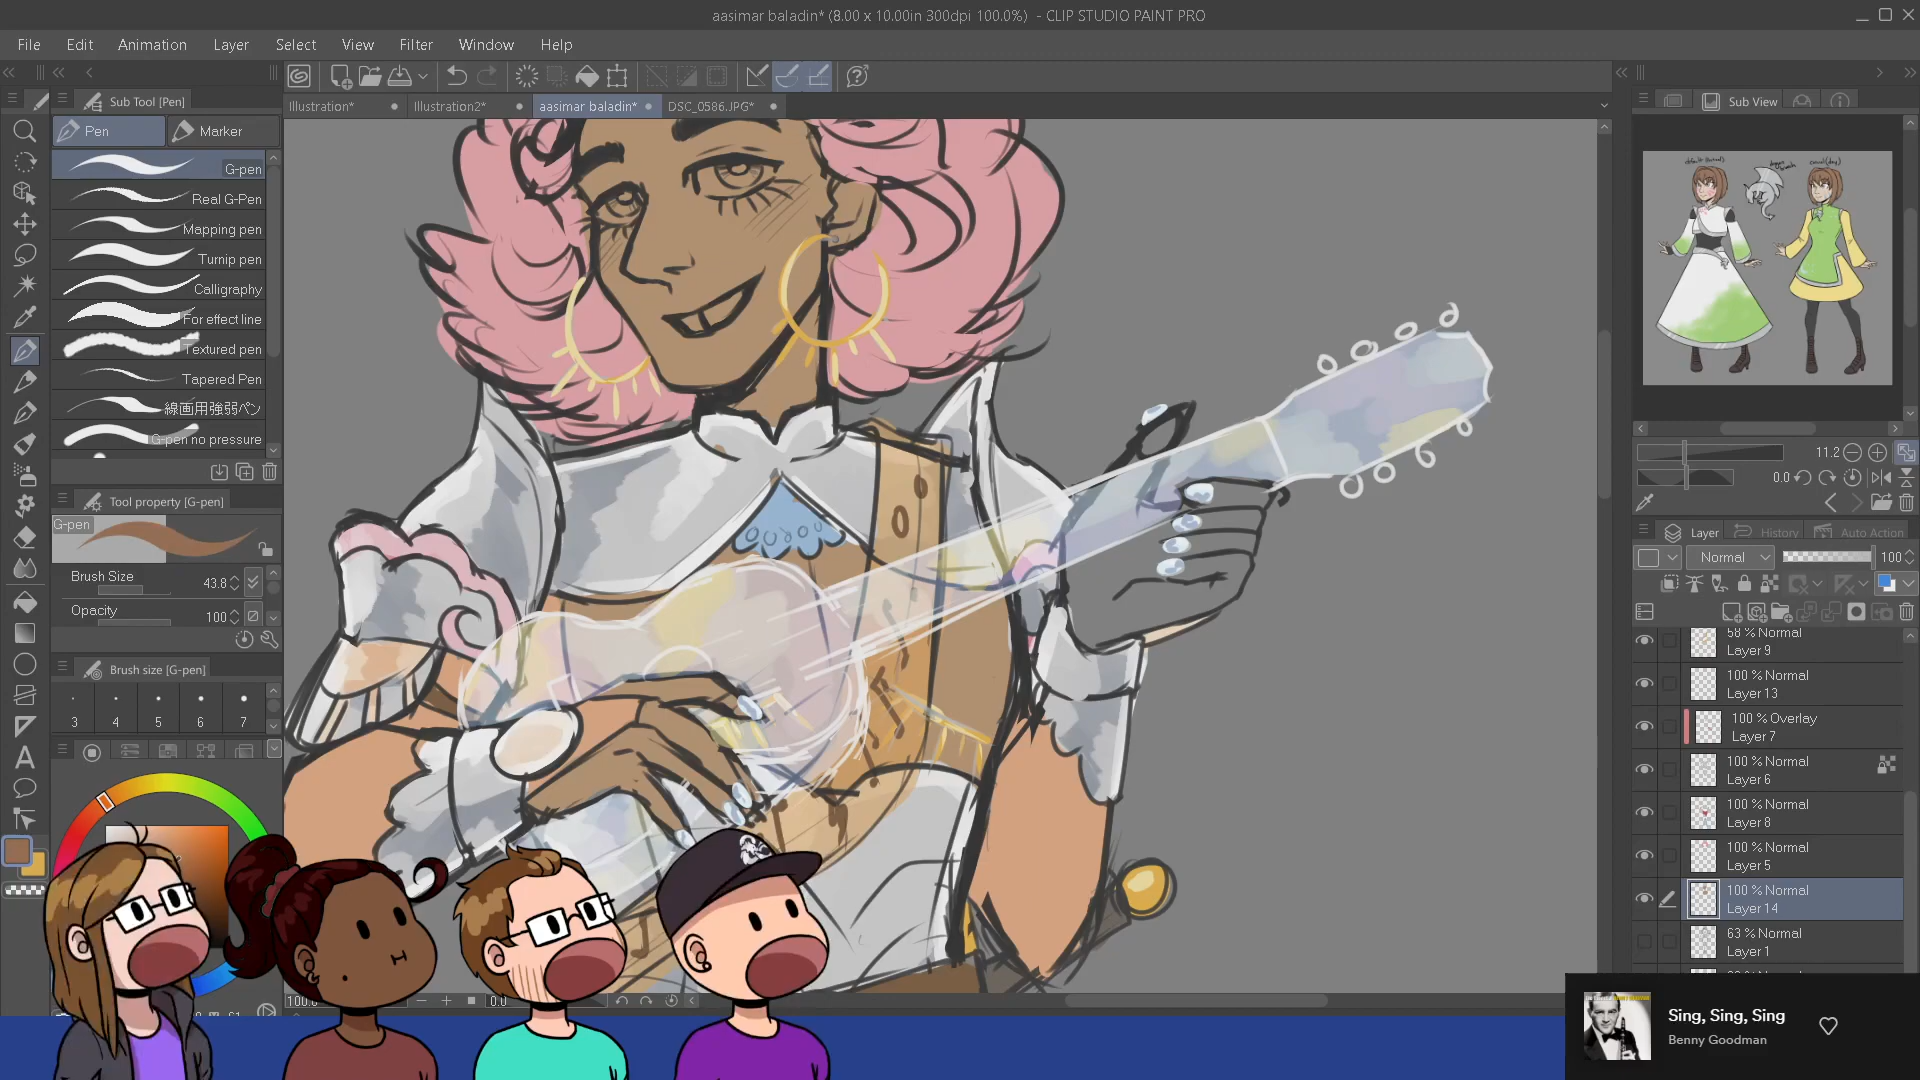 aasimar baladin* (8.00 x 10.00in 300dpi 100.0%) - CLIP STUDIO PAINT PRO
File Edit Animation Layer Select View Filter Window Help
Sub Tool [Pen]
Illustration* Illustration2* aasimar baladin* DSC_0586.JPG*
Sub View
Pen Marker
G-pen
Real G-Pen
Mapping pen
Turnip pen
Calligraphy
For effect line
Textured pen
Tapered Pen
線画用強弱ペン
G-pen no pressure
Tool property [G-pen]
G-pen
Brush Size 43.8
Opacity 100
Brush size [G-pen]
3 4 5 6 7
11.2
0.0
Layer History Auto Action
Normal 100
58 % Normal
Layer 9
100 % Normal
Layer 13
100 % Overlay
Layer 7
100 % Normal
Layer 6
100 % Normal
Layer 8
100 % Normal
Layer 5
100 % Normal
Layer 14
63 % Normal
Layer 1
100.0
0.0
Sing, Sing, Sing
Benny Goodman